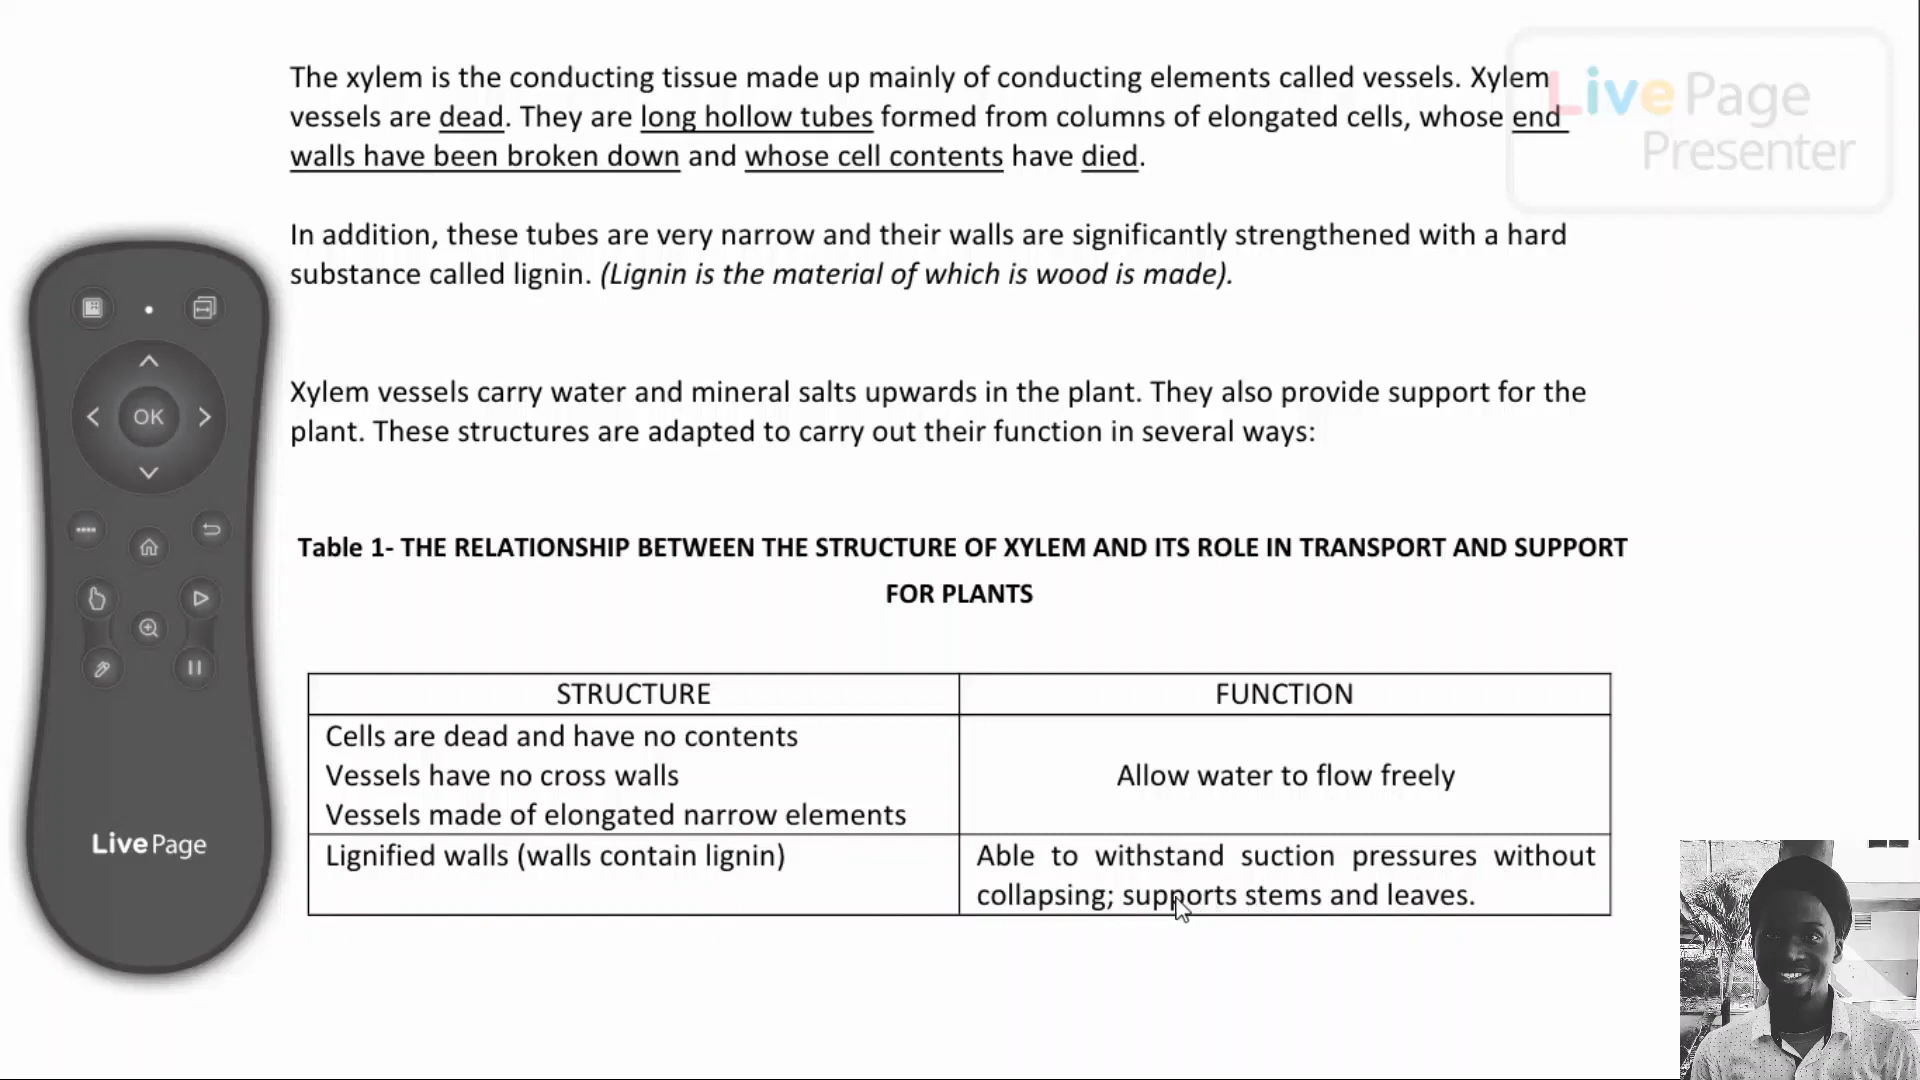 The xylem is the conducting tissue made up mainly of conducting elements called vessels. Xylem
vessels are dead. They are long hollow tubes formed from columns of elongated cells, whose end
walls have been broken down and whose cell contents have died.
Live Page
Presenter
In addition, these tubes are very narrow and their walls are significantly strengthened with a hard
substance called lignin. (Lignin is the material of which is wood is made).
Xylem vessels carry water and mineral salts upwards in the plant. They also provide support for the
plant. These structures are adapted to carry out their function in several ways:
OK
Table 1- THE RELATIONSHIP BETWEEN THE STRUCTURE OF XYLEM AND ITS ROLE IN TRANSPORT AND SUPPORT
FOR PLANTS
STRUCTURE
FUNCTION
Cells are dead and have no contents
Vessels have no cross walls
Vessels made of elongated narrow elements
Allow water to flow freely
Lignified walls (walls contain lignin)
Able to withstand suction pressures without
collapsing; supports stems and leaves.
Live Page